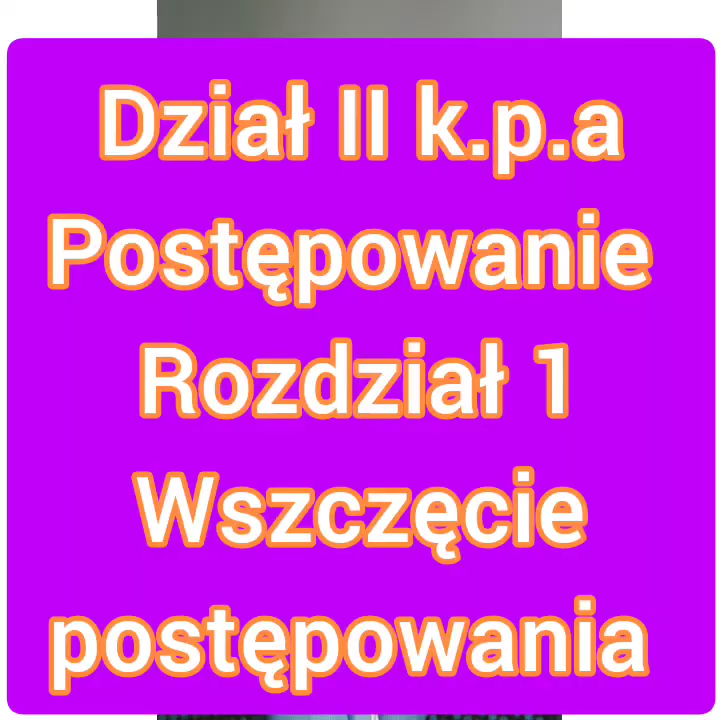 Dział II k.p.a
Postępowanie
Rozdział 1
Wszczęcie
postępowania